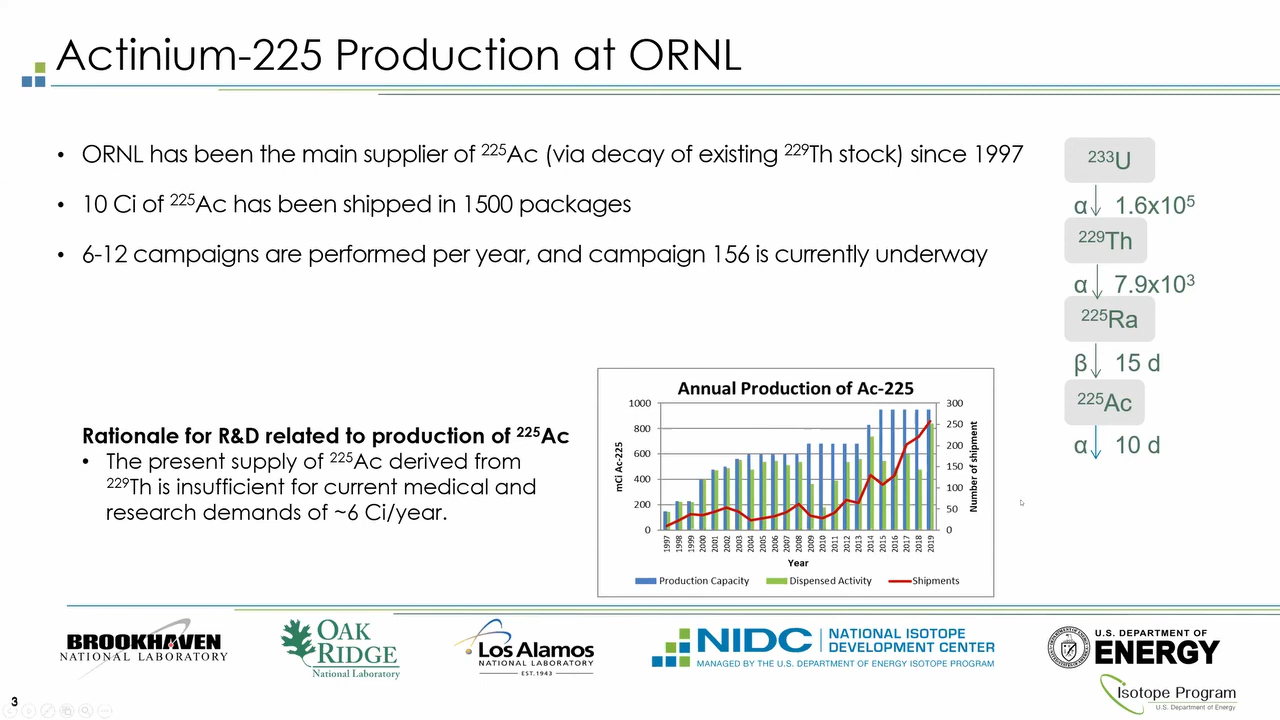 Actinium-225 Production at ORNL
• ORNL has been the main supplier of ²²⁵Ac (via decay of existing ²²⁹Th stock) since 1997
• 10 Ci of ²²⁵Ac has been shipped in 1500 packages
• 6-12 campaigns are performed per year, and campaign 156 is currently underway
²³³U
α 1.6x10⁵
²²⁹Th
α 7.9x10³
²²⁵Ra
β 15 d
²²⁵Ac
α 10 d
Rationale for R&D related to production of ²²⁵Ac
• The present supply of ²²⁵Ac derived from
²²⁹Th is insufficient for current medical and
research demands of ~6 Ci/year.
Annual Production of Ac-225
mCi Ac-225
1000
800
600
400
200
0
300
250
200
150
100
50
0
Number of shipment
1997 1998 1999 2000 2001 2002 2003 2004 2005 2006 2007 2008 2009 2010 2011 2012 2013 2014 2015 2016 2017 2018 2019
Year
Production Capacity Dispensed Activity Shipments
BROOKHAVEN
NATIONAL LABORATORY
OAK
RIDGE
National Laboratory
Los Alamos
NATIONAL LABORATORY
EST.1943
NIDC NATIONAL ISOTOPE
DEVELOPMENT CENTER
MANAGED BY THE U.S. DEPARTMENT OF ENERGY ISOTOPE PROGRAM
U.S. DEPARTMENT OF
ENERGY
Isotope Program
U.S. Department of Energy
3